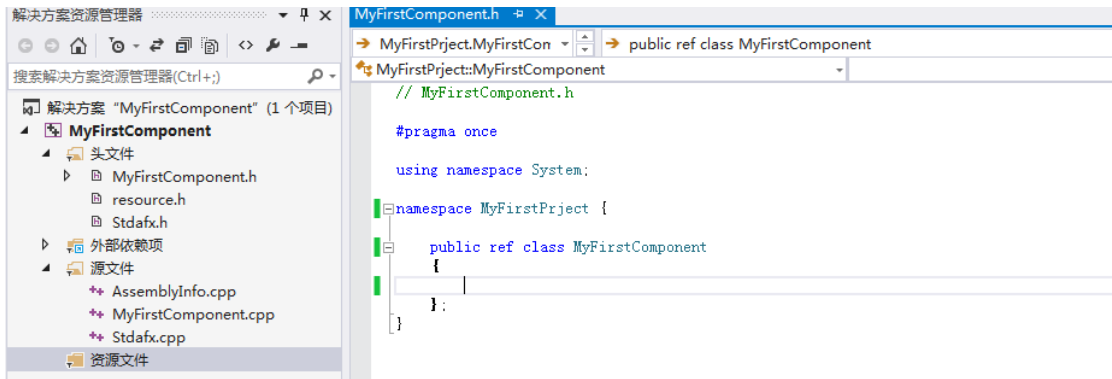 解决方案资源管理器
搜索解决方案资源管理器(Ctrl+;)
解决方案 "MyFirstComponent" (1 个项目)
MyFirstComponent
头文件
MyFirstComponent.h
resource.h
Stdafx.h
外部依赖项
源文件
AssemblyInfo.cpp
MyFirstComponent.cpp
Stdafx.cpp
资源文件
MyFirstComponent.h
MyFirstPrject.MyFirstCon
public ref class MyFirstComponent
MyFirstPrject::MyFirstComponent
// MyFirstComponent.h
#pragma once
using namespace System;
namespace MyFirstPrject {
public ref class MyFirstComponent
{
};
}